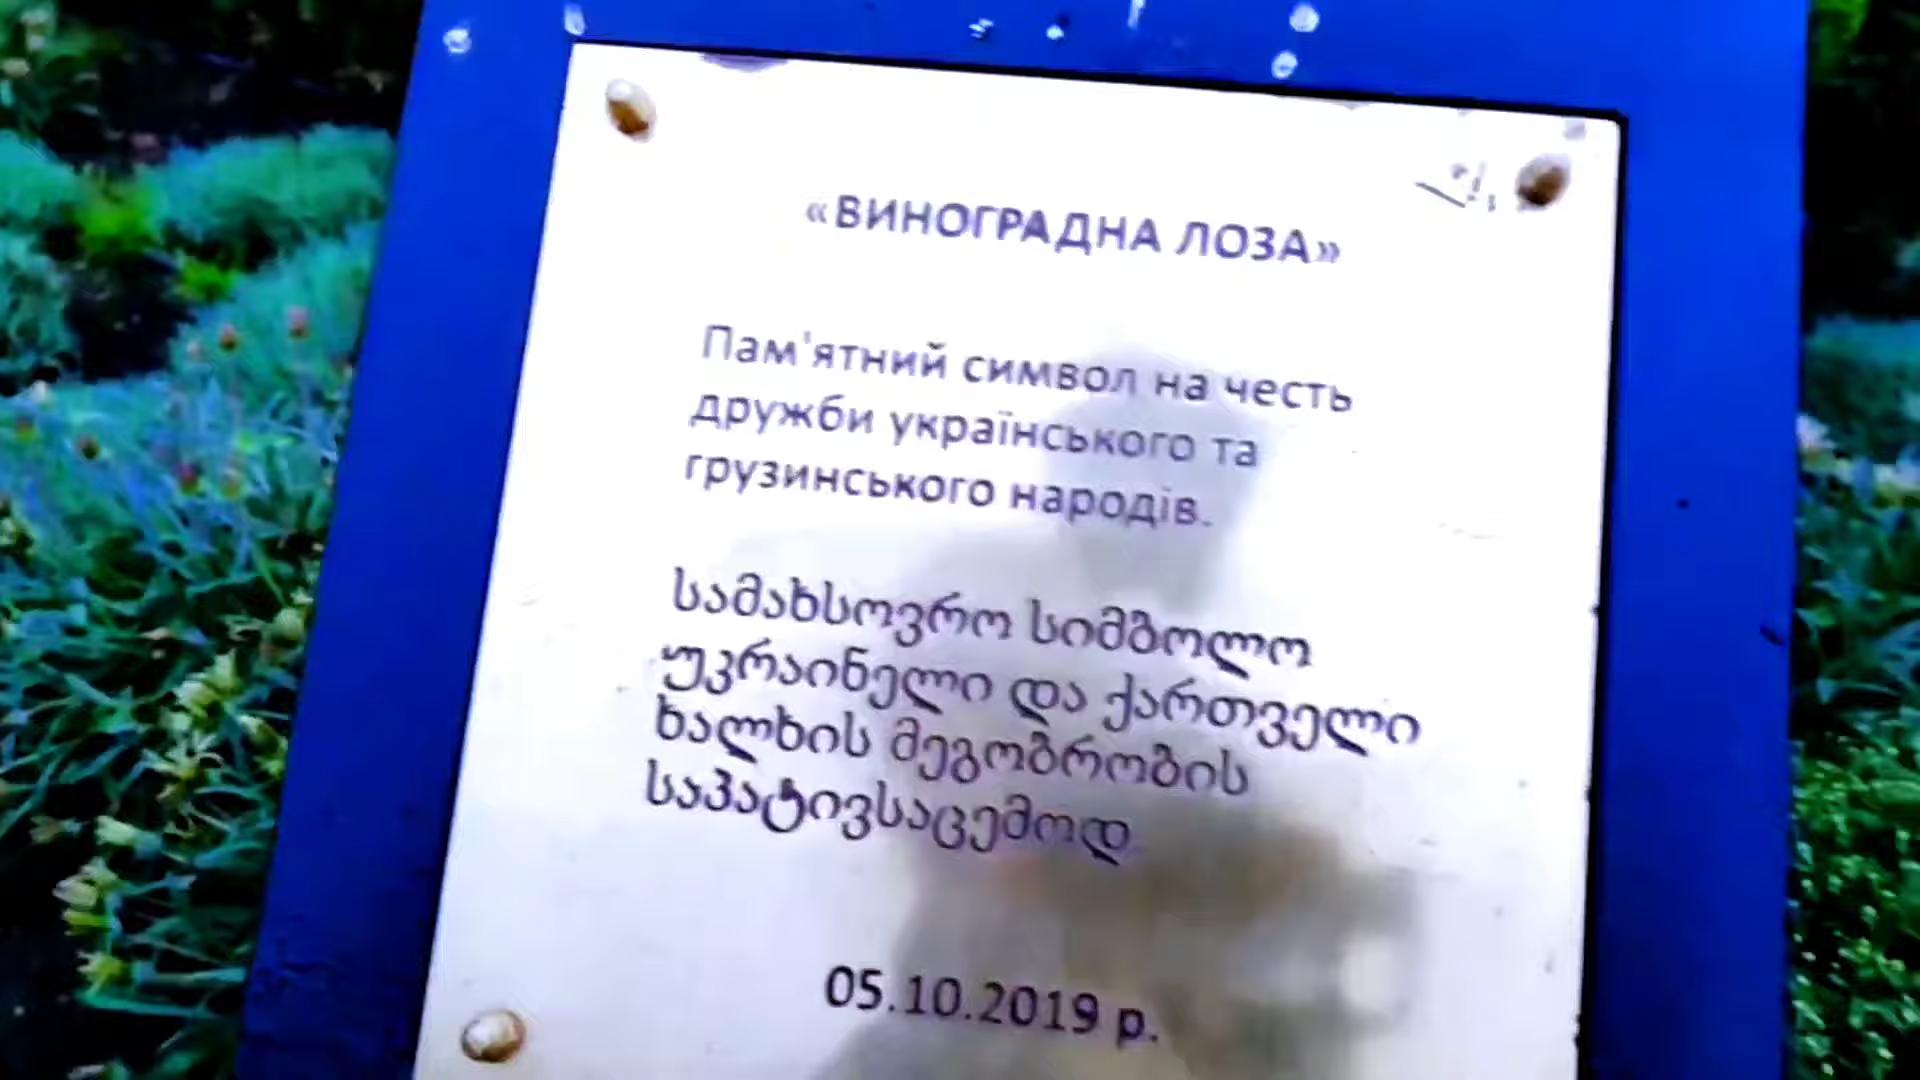 «ВИНОГРАДНА ЛОЗА»
Пам'ятний символ на честь
дружби українського та
грузинського народів.
სამახსოვრო სიმბოლო
უკრაინელი და ქართველი
ხალხის მეგობრობის
საპატივსაცემოდ
05.10.2019 р.